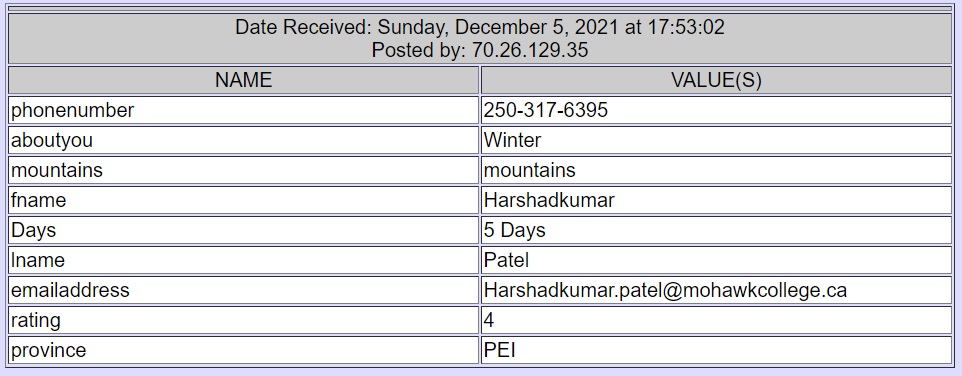 Date Received: Sunday, December 5, 2021 at 17:53:02
Posted by: 70.26.129.35
NAME VALUE(S)
phonenumber 250-317-6395
aboutyou Winter
mountains mountains
fname Harshadkumar
Days 5 Days
lname Patel
emailaddress Harshadkumar.patel@mohawkcollege.ca
rating 4
province PEI